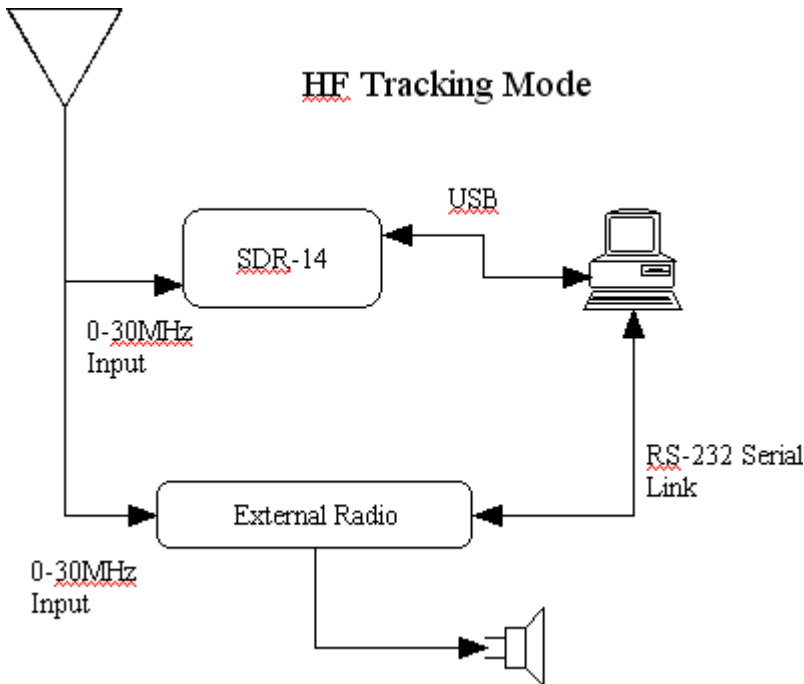 HF Tracking Mode
USB
SDR-14
0-30MHz
Input
RS-232 Serial
Link
External Radio
0-30MHz
Input